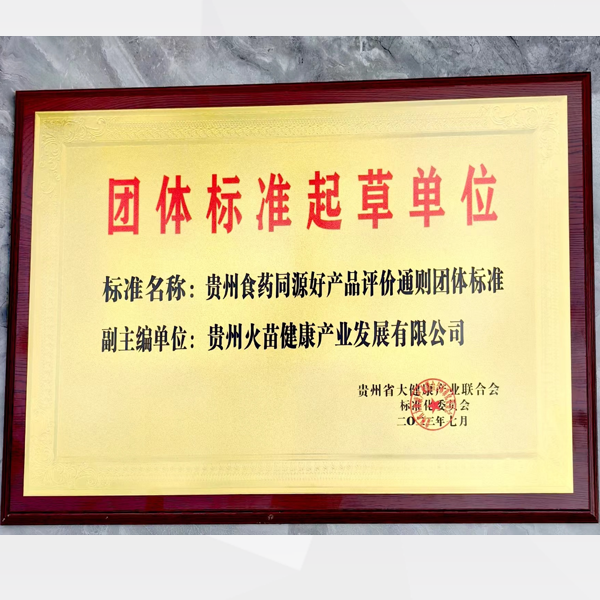 团体标准起草单位
标准名称：贵州食药同源好产品评价通则团体标准
副主编单位：贵州火苗健康产业发展有限公司
贵州省大健康产业联合会
标准化委员会
二〇二三年七月